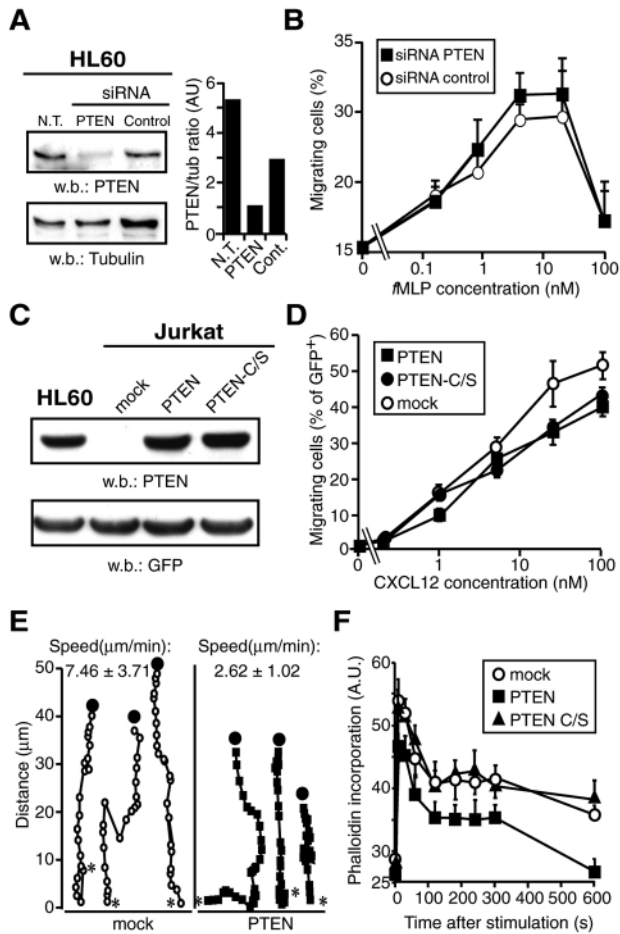 A
HL60
siRNA
N.T. PTEN Control
w.b.: PTEN
w.b.: Tubulin
PTEN/tub ratio (AU)
6
4
2
0
N.T.
PTEN
Cont.
B
Migrating cells (%)
35
30
20
15
siRNA PTEN
siRNA control
0 0.1 1 10 100
fMLP concentration (nM)
C
Jurkat
HL60 mock PTEN PTEN-C/S
w.b.: PTEN
w.b.: GFP
D
Migrating cells (% of GFP+)
60
50
40
30
20
10
0
PTEN
PTEN-C/S
mock
0 1 10 100
CXCL12 concentration (nM)
E
Speed(μm/min): Speed(μm/min):
7.46 ± 3.71 2.62 ± 1.02
Distance (μm)
50
40
30
20
10
0
* * * * * *
mock PTEN
F
Phalloidin incorporation (A.U.)
60
50
40
30
25
mock
PTEN
PTEN C/S
0 100 200 300 400 500 600
Time after stimulation (s)